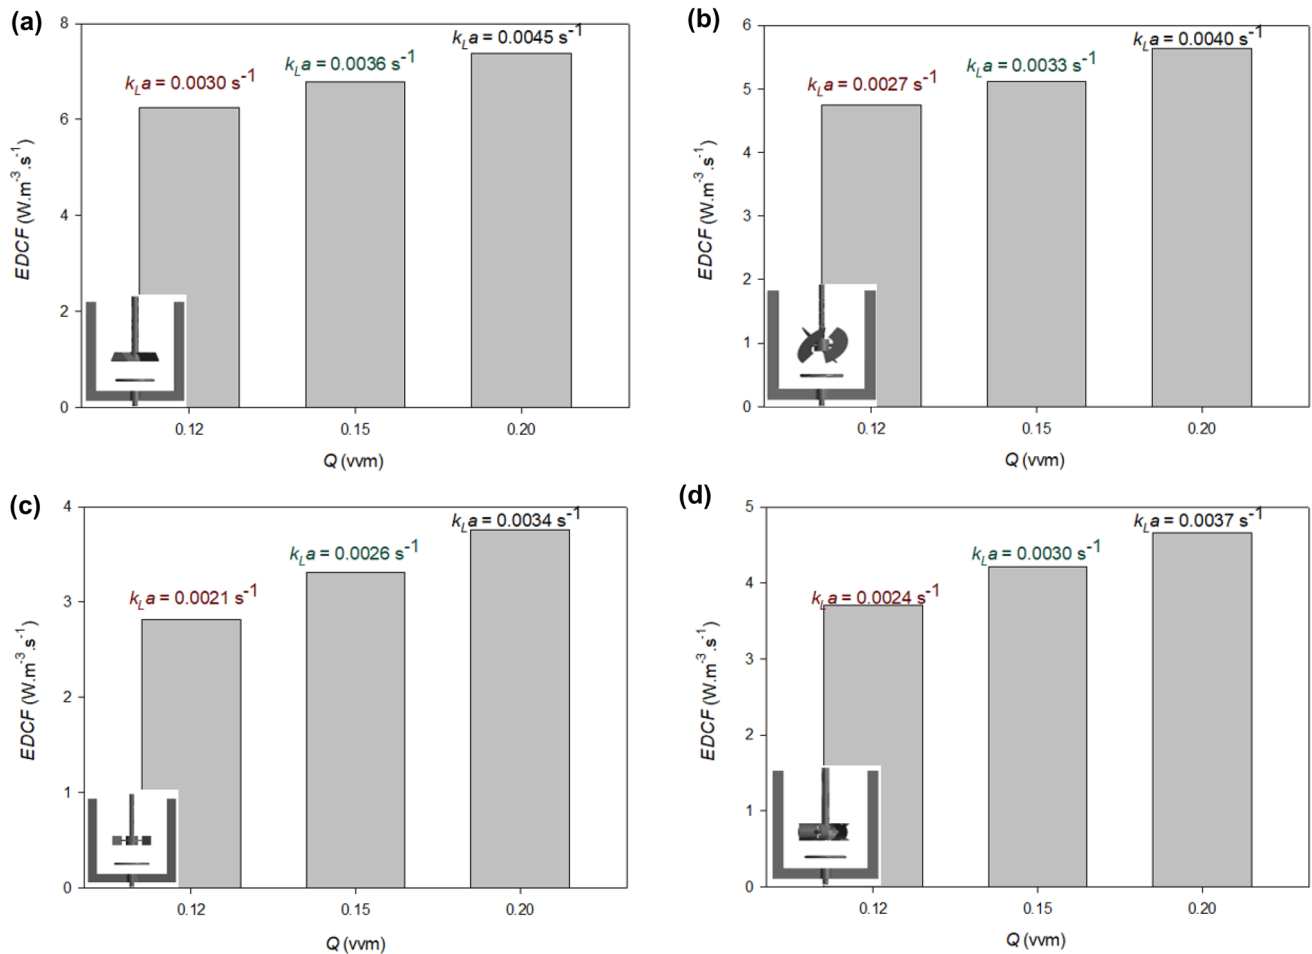 (a)
8
6
4
2
0
EDCF (W.m-3.s-1)
kLa = 0.0030 s-1
kLa = 0.0036 s-1
kLa = 0.0045 s-1
0.12
0.15
0.20
Q (vvm)
(b)
6
5
4
3
2
1
0
EDCF (W.m-3.s-1)
kLa = 0.0027 s-1
kLa = 0.0033 s-1
kLa = 0.0040 s-1
0.12
0.15
0.20
Q (vvm)
(c)
4
3
2
1
0
EDCF (W.m-3.s-1)
kLa = 0.0021 s-1
kLa = 0.0026 s-1
kLa = 0.0034 s-1
0.12
0.15
0.20
Q (vvm)
(d)
5
4
3
2
1
0
EDCF (W.m-3.s-1)
kLa = 0.0024 s-1
kLa = 0.0030 s-1
kLa = 0.0037 s-1
0.12
0.15
0.20
Q (vvm)